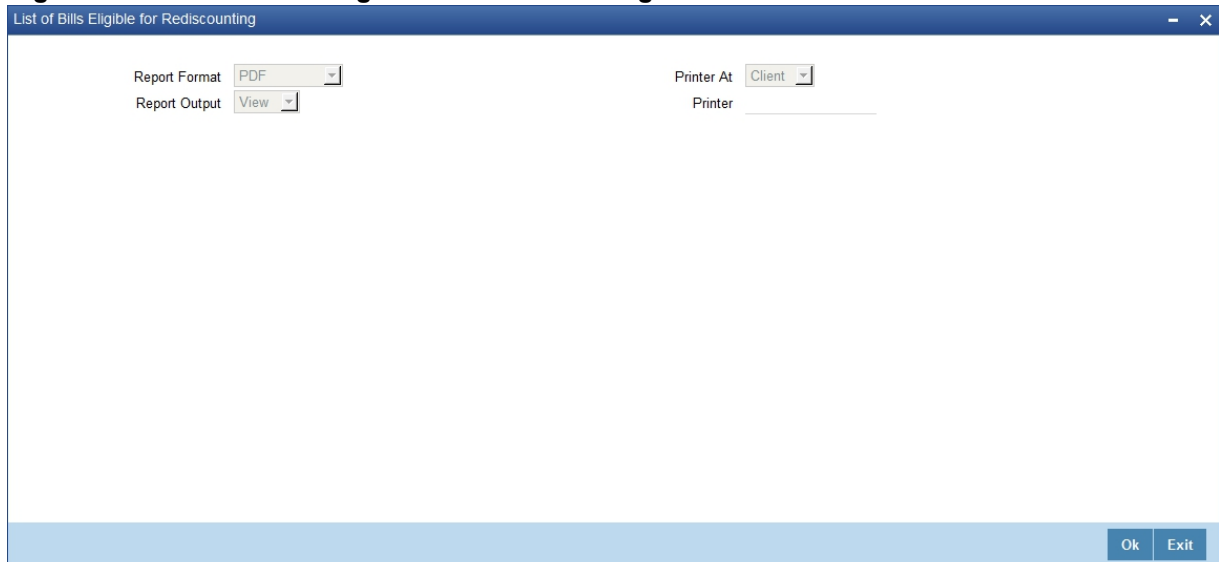 List of Bills Eligible for Rediscounting
Report Format PDF Printer At Client
Report Output View Printer
Ok Exit